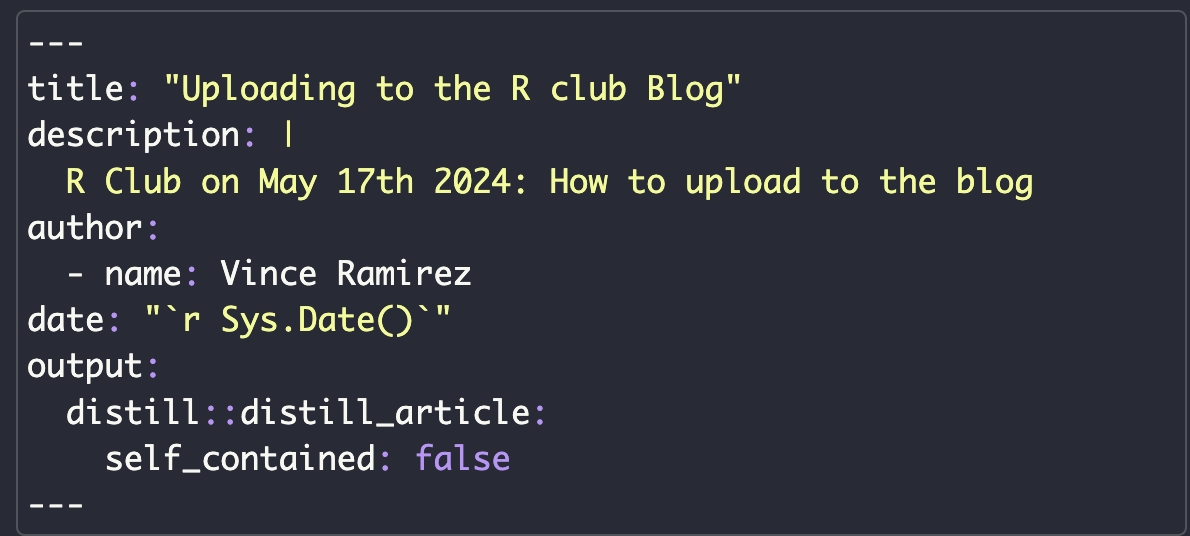 ---
title: "Uploading to the R club Blog"
description: |
  R Club on May 17th 2024: How to upload to the blog
author:
  - name: Vince Ramirez
date: "`r Sys.Date()`"
output:
  distill::distill_article:
    self_contained: false
---